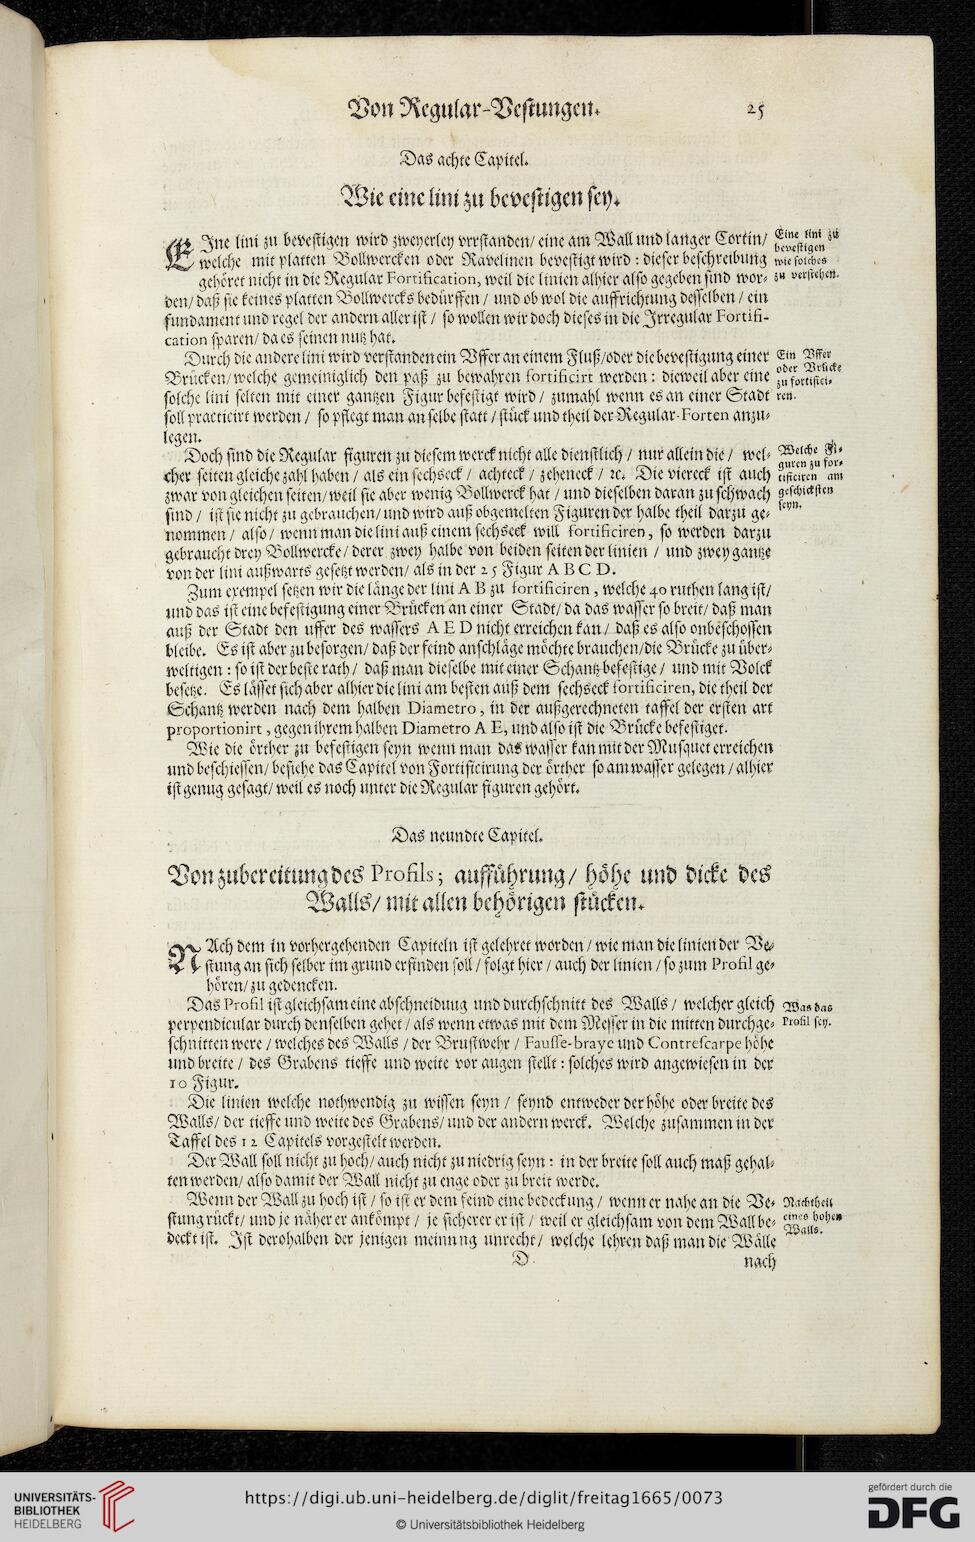 Von Regular-Vestungen.
25
Das achte Capitel.
Wie eine lini zu bevestigen sey.
EIne lini zu bevestigen wird zweyerley verstanden/ eine am Wall und langer Cortin/
welche mit platten Bollwercken oder Ravelinen bevestigt wird: dieser beschreibung
gehöret nicht in die Regular Fortification, weil die linien alhier also gegeben sind wor-
den/ daß sie keines platten Bollwercks bedürffen / und ob wol die auffrichtung desselben / ein
fundament und regel der andern aller ist / so wollen wir doch dieses in die Irregular Fortifi-
cation sparen/ da es seinen nutz hat.
Eine lini zu
bevestigen
wie solches
zu verstehen.
Durch die andere lini wird verstanden ein Vffer an einem Fluß/oder die bevestigung einer
Brücken/ welche gemeiniglich den paß zu bewahren fortificirt werden: dieweil aber eine
solche lini selten mit einer gantzen Figur befestigt wird / zumahl wenn es an einer Stadt
soll practicirt werden / so pflegt man an selbe statt / stück und theil der Regular-Forten anzu-
legen.
Ein Vffer
oder Brücke
zu fortifici-
ren.
Doch sind die Regular figuren zu diesem werck nicht alle dienstlich / nur allein die / wel-
cher seiten gleiche zahl haben / als ein sechseck / achteck / zeheneck / ꝛc. Die viereck ist auch
zwar von gleichen seiten/ weil sie aber wenig Bollwerck hat / und dieselben daran zu schwach
sind / ist sie nicht zu gebrauchen/ und wird auß obgemelten Figuren der halbe theil darzu ge-
nommen / also / wenn man die lini auß einem sechseck will fortificiren, so werden darzu
gebraucht drey Bollwercke/ derer zwey halbe von beiden seiten der linien / und zwey gantze
von der lini außwarts gesetzt werden/ als in der 25 Figur A B C D.
Welche Fi-
guren zu for-
tificiren am
geschicksten
seyn.
Zum exempel setzen wir die länge der lini A B zu fortificiren, welche 40 ruthen lang ist/
und das ist eine befestigung einer Brücken an einer Stadt/ da das wasser so breit/ daß man
auß der Stadt den uffer des wassers A E D nicht erreichen kan/ daß es also onbeschossen
bleibe. Es ist aber zu besorgen/ daß der feind anschläge möchte brauchen/die Brücke zu über-
weltigen: so ist der beste rath/ daß man dieselbe mit einer Schantz befestige/ und mit Volck
besetze. Es lässet sich aber alhier die lini am besten auß dem sechseck fortificiren, die theil der
Schantz werden nach dem halben Diametro, in der außgerechneten taffel der ersten art
proportionirt, gegen ihrem halben Diametro A E, und also ist die Brücke befestiget.
Wie die örther zu befestigen seyn wenn man das wasser kan mit der Musquet erreichen
und beschiessen/ besiehe das Capitel von Fortificirung der örther so am wasser gelegen / alhier
ist genug gesagt/ weil es noch unter die Regular figuren gehört.
Das neundte Capitel.
Von zubereitung des Profils; aufführung/ höhe und dicke des
Walls/ mit allen behörigen stücken.
NAch dem in vorhergehenden Capiteln ist gelehret worden/ wie man die linien der Ve-
stung an sich selber im grund erfinden soll/ folgt hier / auch der linien / so zum Profil ge-
hören/ zu gedencken.
Das Profil ist gleichsam eine abschneidung und durchschnitt des Walls / welcher gleich
perpendicular durch denselben gehet / als wenn etwas mit dem Messer in die mitten durchge-
schnitten were / welches des Walls / der Brustwehr / Fausse-braye und Contrescarpe höhe
und breite / des Grabens tieffe und weite vor augen stellt: solches wird angewiesen in der
10 Figur.
Was das
Profil sey.
Die linien welche nothwendig zu wissen seyn / seynd entweder der höhe oder breite des
Walls/ der tieffe und weite des Grabens/ und der andern werck. Welche zusammen in der
Taffel des 12 Capitels vorgestelt werden.
Der Wall soll nicht zu hoch/ auch nicht zu niedrig seyn: in der breite soll auch maß gehal-
ten werden/ also damit der Wall nicht zu enge oder zu breit werde.
Wenn der Wall zu hoch ist / so ist er dem feind eine bedeckung / wenn er nahe an die Ve-
stung rückt/ und je näher er ankömpt / je sicherer er ist / weil er gleichsam von dem Wall be-
deckt ist. Ist derohalben der jenigen meinnng unrecht/ welche lehren daß man die Wälle
Nachtheil
eines hohen
Walls.
D
nach
UNIVERSITÄTS-
BIBLIOTHEK
HEIDELBERG
https://digi.ub.uni-heidelberg.de/diglit/freitag1665/0073
© Universitätsbibliothek Heidelberg
gefördert durch die
DFG